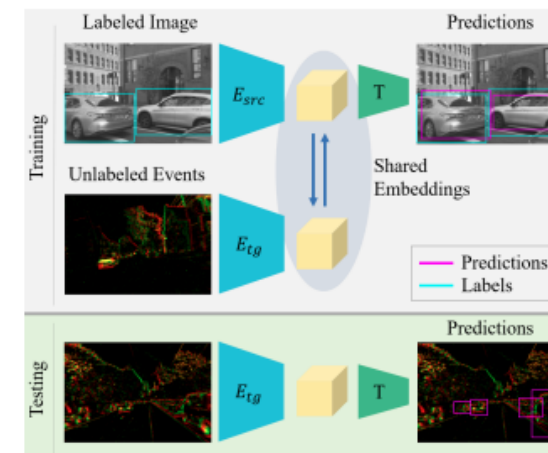 Labeled Image
Predictions
E_src
T
Training
Shared
Embeddings
Unlabeled Events
E_tg
Predictions
Labels
Predictions
Testing
E_tg
T